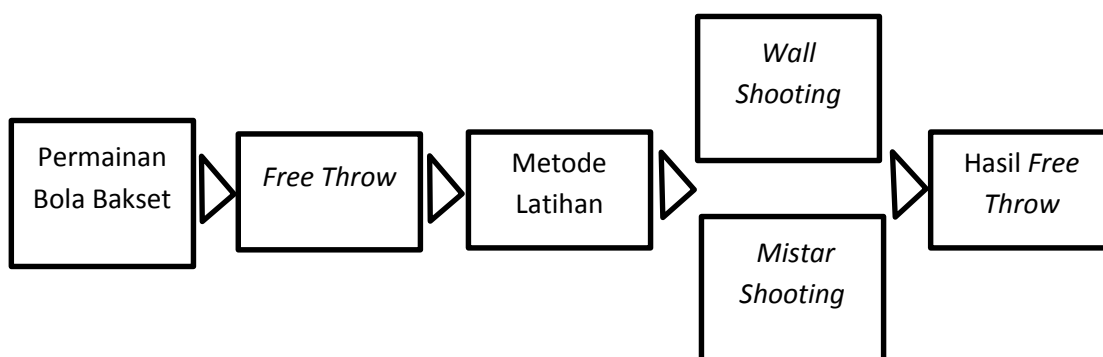 Permainan
Bola Bakset
Free Throw
Metode
Latihan
Wall
Shooting
Mistar
Shooting
Hasil Free
Throw